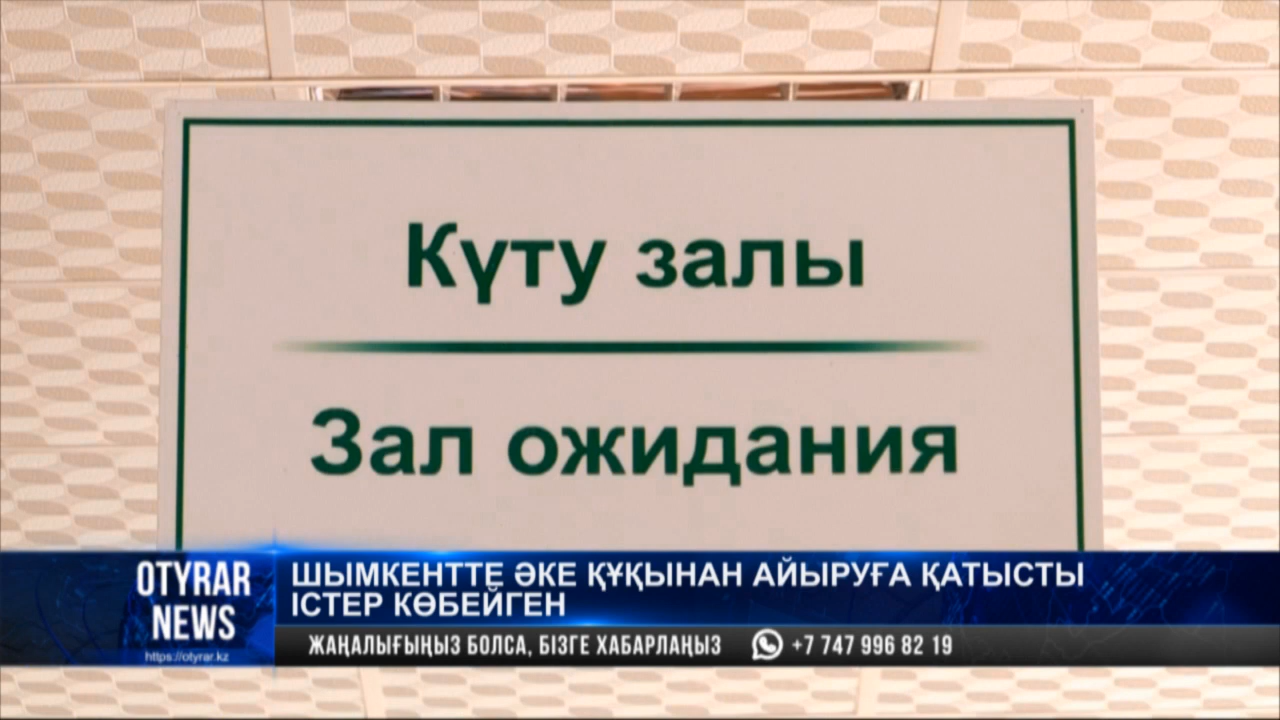 Күту залы
Зал ожидания
OTYRAR
NEWS
https://otyrar.kz
ШЫМКЕНТТЕ ӘКЕ ҚҰҚЫНАН АЙЫРУҒА ҚАТЫСТЫ
ІСТЕР КӨБЕЙГЕН
ЖАҢАЛЫҒЫҢЫЗ БОЛСА, БІЗГЕ ХАБАРЛАҢЫЗ +7 747 996 82 19